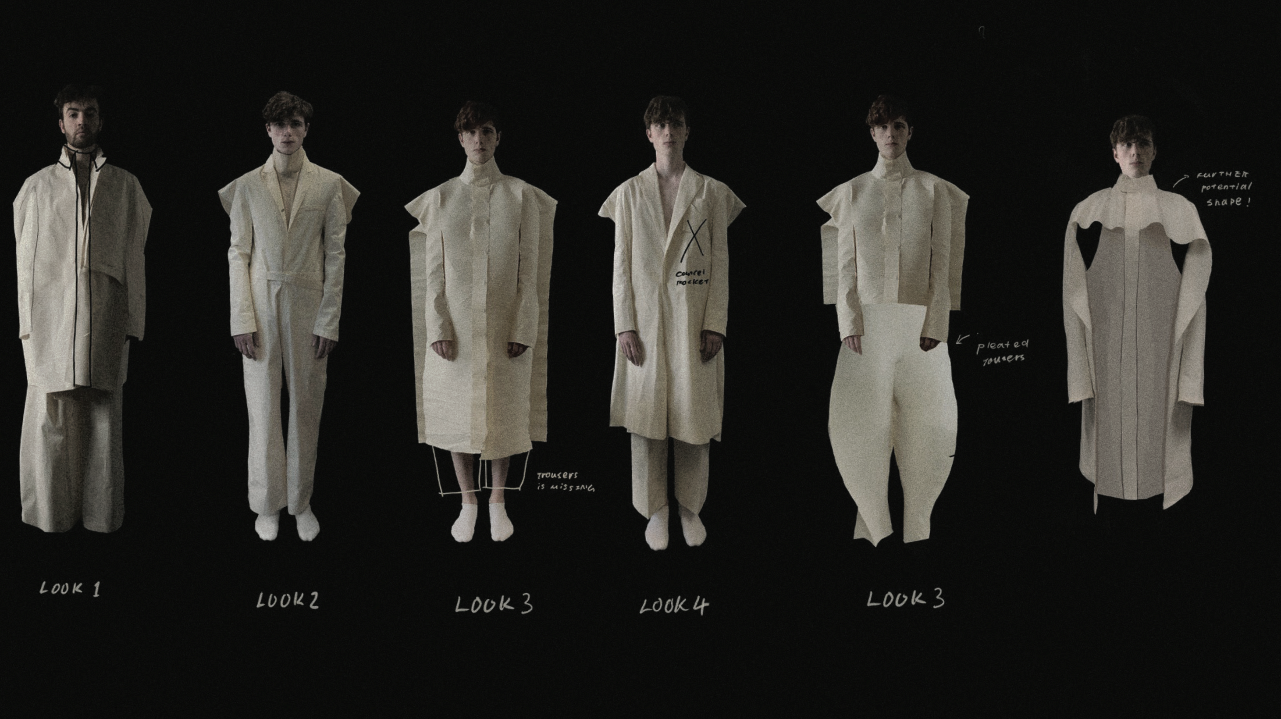 LOOK 1
LOOK 2
LOOK 3
trousers
is missing
LOOK 4
pocket
LOOK 3
pleated
trousers
FURTHER
potential
shape!